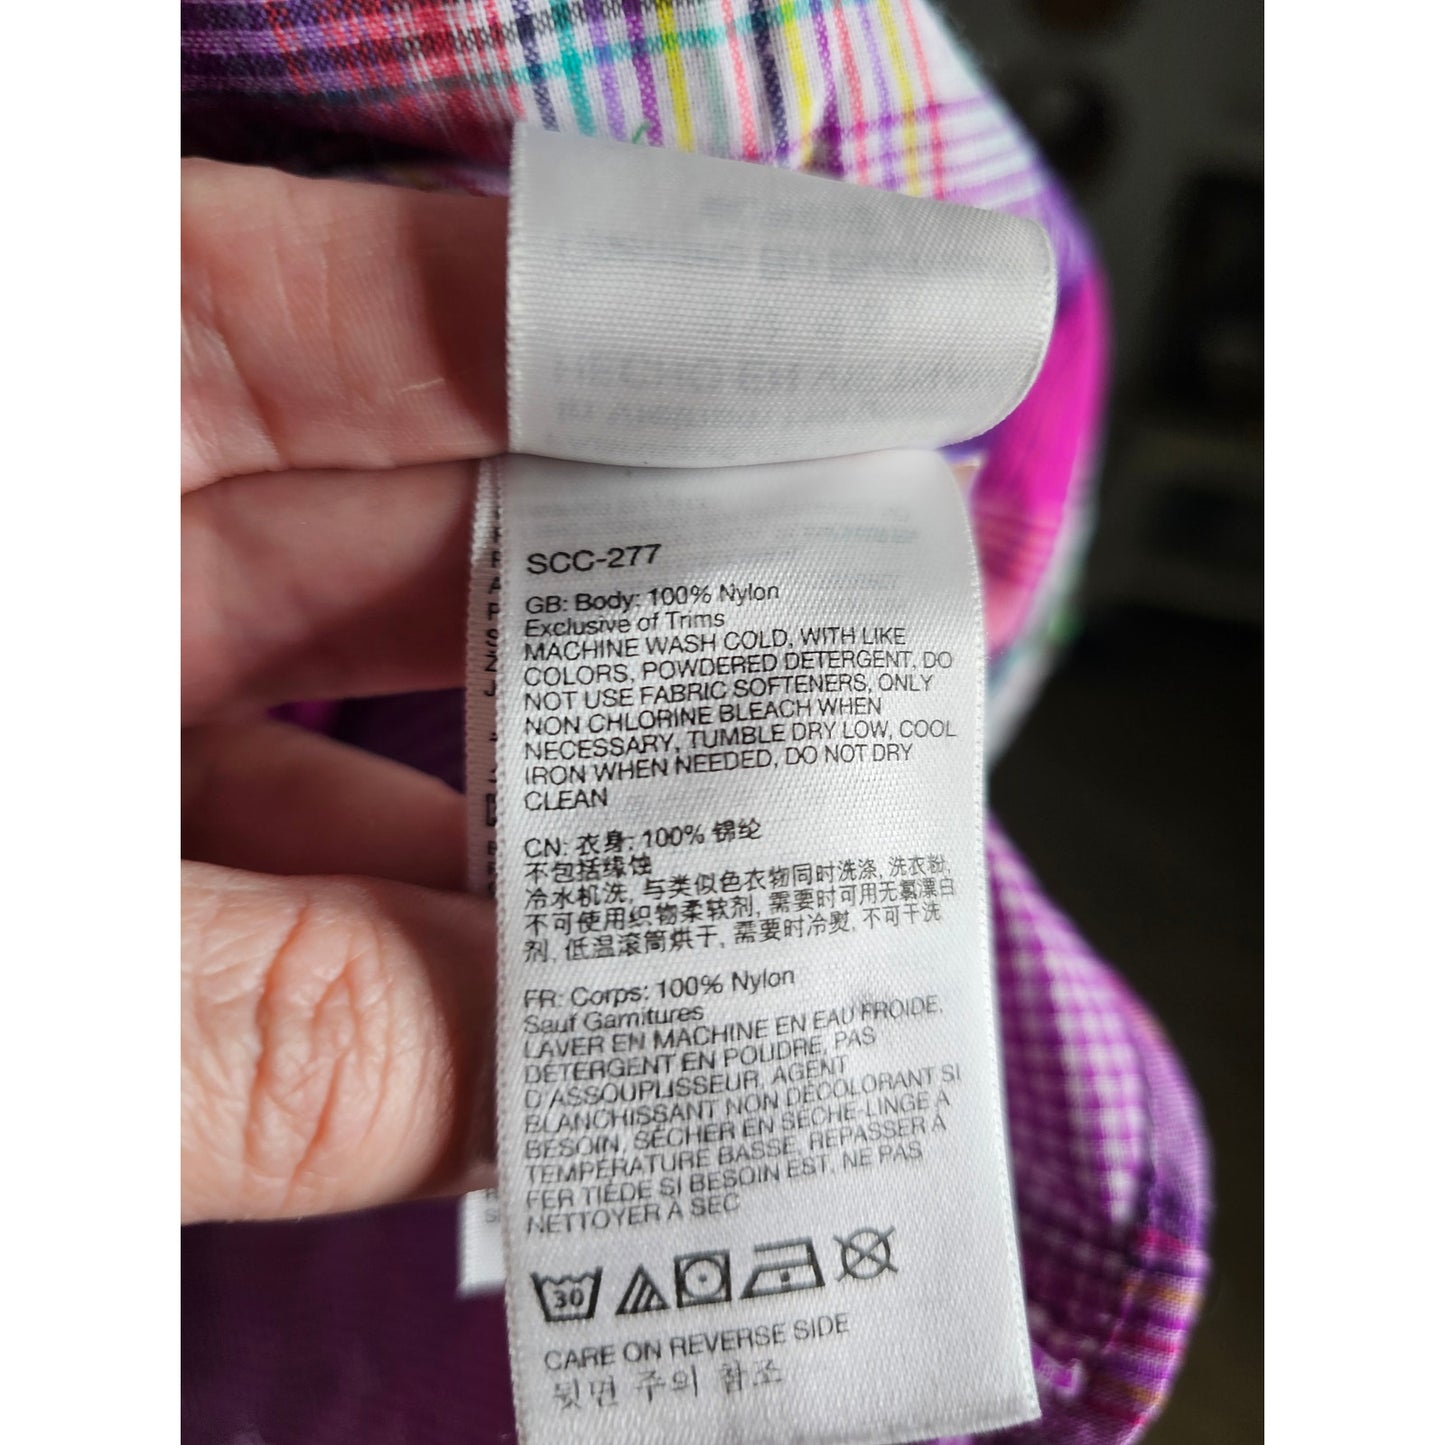 SCC-277
GB: Body: 100% Nylon
Exclusive of Trims
MACHINE WASH COLD, WITH LIKE
COLORS, POWDERED DETERGENT, DO
NOT USE FABRIC SOFTENERS, ONLY
NON CHLORINE BLEACH WHEN
NECESSARY, TUMBLE DRY LOW, COOL
IRON WHEN NEEDED, DO NOT DRY
CLEAN
CN: 衣身: 100% 锦纶
不包括缘蚀
冷水机洗, 与类似色衣物同时洗涤, 洗衣粉,
不可使用织物柔软剂, 需要时可用无氯漂白
剂, 低温滚筒烘干, 需要时冷熨, 不可干洗
FR: Corps: 100% Nylon
Sauf Garnitures
LAVER EN MACHINE EN EAU FROIDE,
DÉTERGENT EN POUDRE, PAS
D'ASSOUPLISSEUR, AGENT
BLANCHISSANT NON DÉCOLORANT SI
BESOIN, SÉCHER EN SÈCHE-LINGE À
TEMPÉRATURE BASSE, REPASSER À
FER TIÈDE SI BESOIN EST, NE PAS
NETTOYER À SEC
30
CARE ON REVERSE SIDE
뒷면 주의 참조